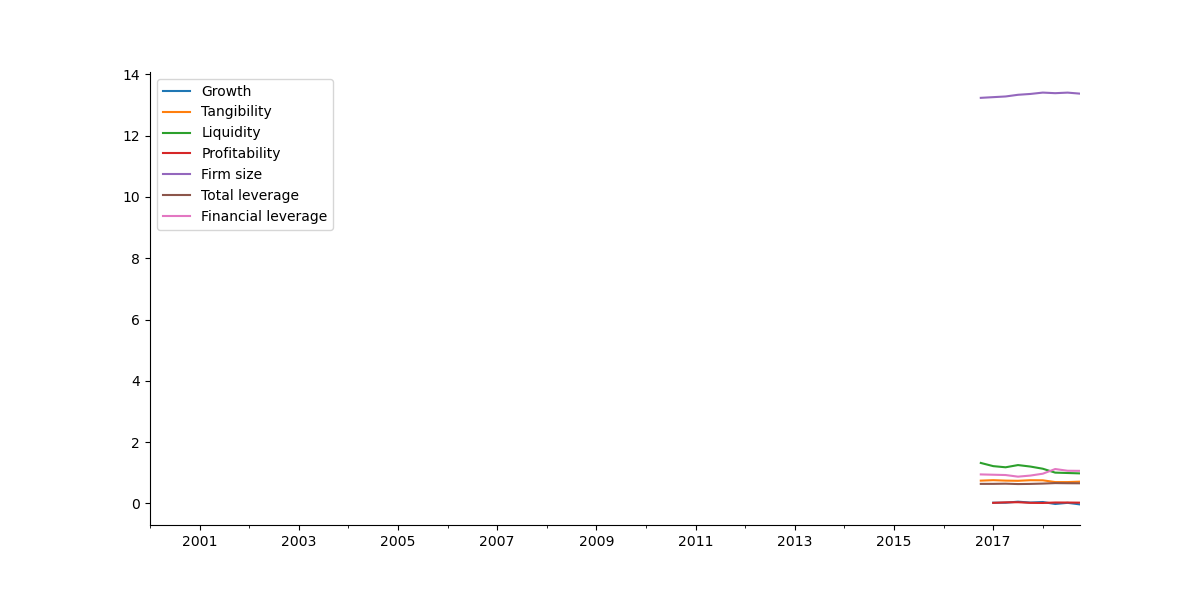 14
12
10
8
6
4
2
0
Growth
Tangibility
Liquidity
Profitability
Firm size
Total leverage
Financial leverage
2001 2003 2005 2007 2009 2011 2013 2015 2017